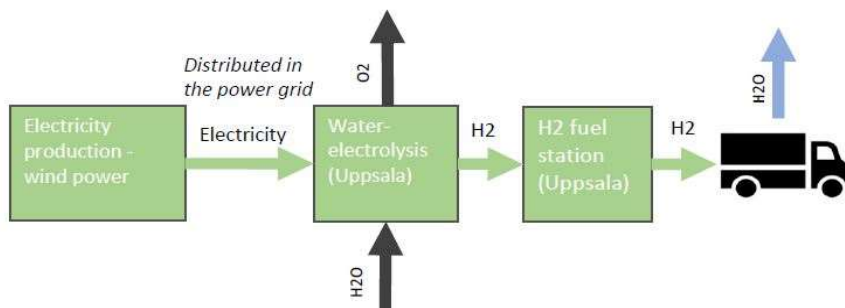 Distributed in
the power grid
Electricity
production -
wind power
Electricity
O2
Water-
electrolysis
(Uppsala)
H2O
H2
H2 fuel
station
(Uppsala)
H2
H2O